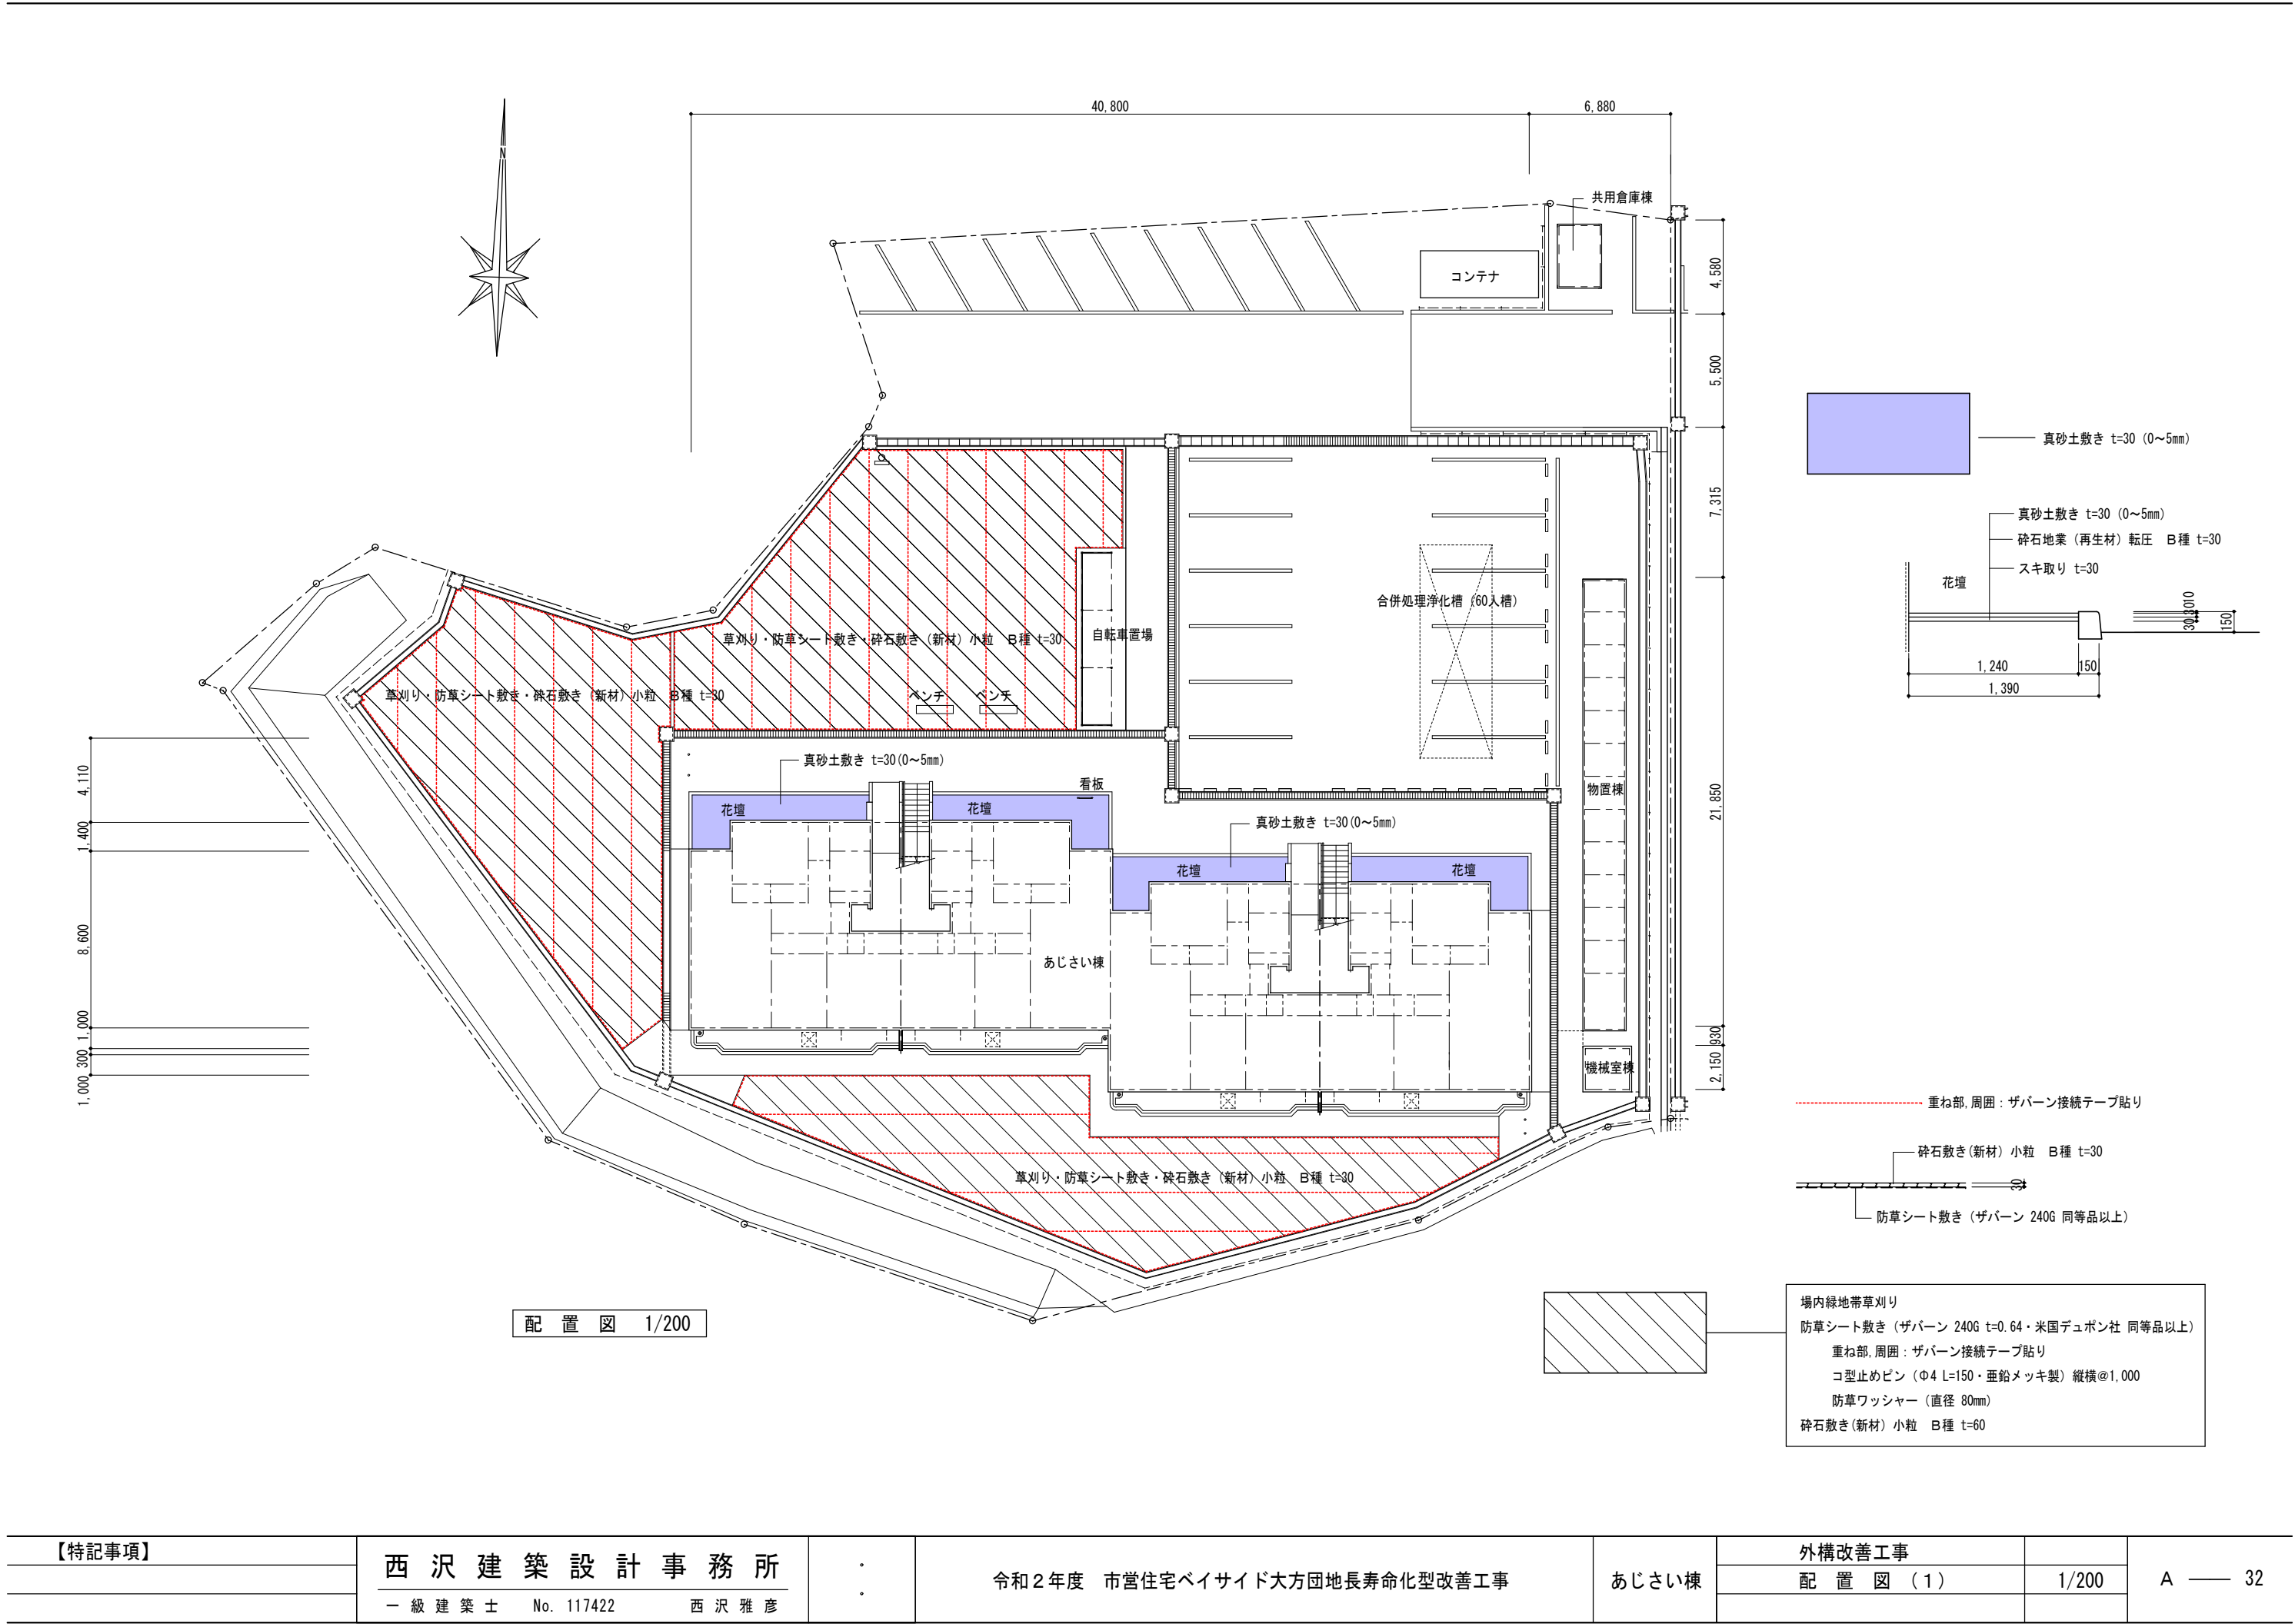 40,800
6,880
N
共用倉庫棟
コンテナ
4,580
5,500
7,315
21,850
930
2,150
真砂土敷き t=30 (0～5㎜)
真砂土敷き t=30 (0～5㎜)
砕石地業（再生材）転圧　B種 t=30
スキ取り t=30
花壇
303010
150
1,240
150
1,390
合併処理浄化槽（60人槽）
自転車置場
草刈り・防草シート敷き・砕石敷き（新材）小粒　B種 t=30
草刈り・防草シート敷き・砕石敷き（新材）小粒　B種 t=30
ベンチ
ベンチ
4,110
1,400
8,600
1,000
300
1,000
真砂土敷き t=30(0～5㎜)
看板
花壇
花壇
物置棟
真砂土敷き t=30(0～5㎜)
花壇
花壇
あじさい棟
機械室棟
草刈り・防草シート敷き・砕石敷き（新材）小粒　B種 t=30
重ね部,周囲：ザバーン接続テープ貼り
砕石敷き(新材) 小粒　B種 t=30
30
防草シート敷き（ザバーン 240G 同等品以上）
配　置　図　1/200
場内緑地帯草刈り
防草シート敷き（ザバーン 240G t=0.64・米国デュポン社 同等品以上）
重ね部,周囲：ザバーン接続テープ貼り
コ型止めピン（Φ4 L=150・亜鉛メッキ製）縦横@1,000
防草ワッシャー（直径 80㎜）
砕石敷き(新材) 小粒　B種 t=60
【特記事項】
西沢建築設計事務所
一級建築士　No. 117422　西沢雅彦
令和２年度　市営住宅ベイサイド大方団地長寿命化型改善工事
あじさい棟
外構改善工事
配　置　図　(１)
1/200
A ― 32